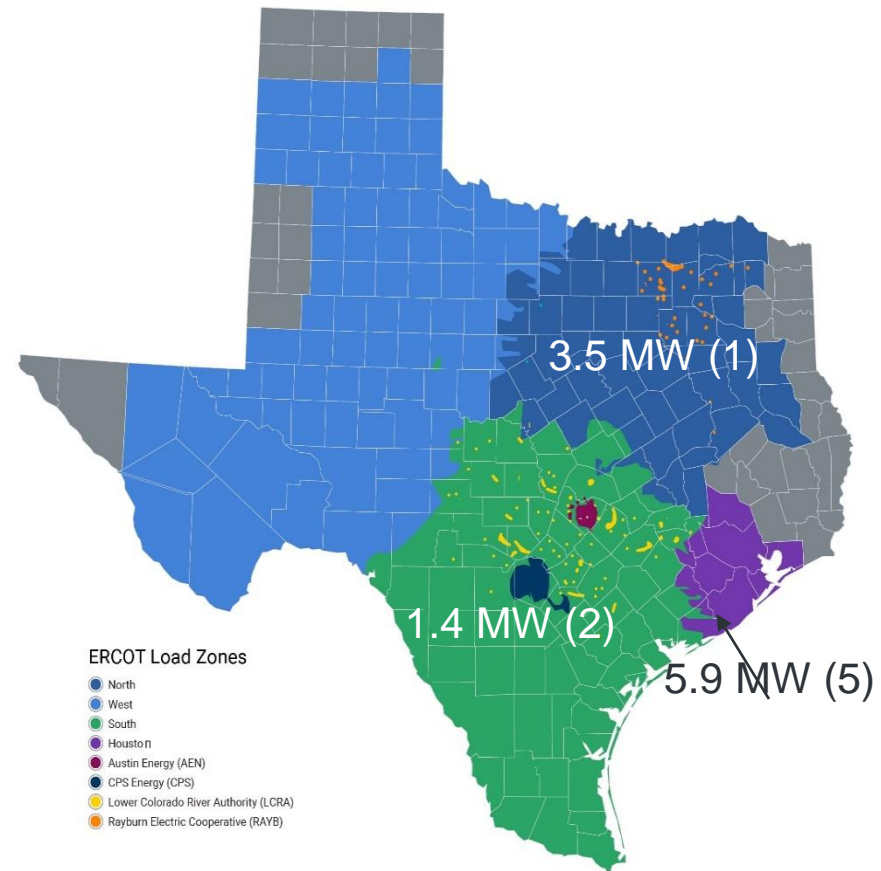 3.5 MW (1)
1.4 MW (2)
5.9 MW (5)
ERCOT Load Zones
North
West
South
Houston
Austin Energy (AEN)
CPS Energy (CPS)
Lower Colorado River Authority (LCRA)
Rayburn Electric Cooperative (RAYB)